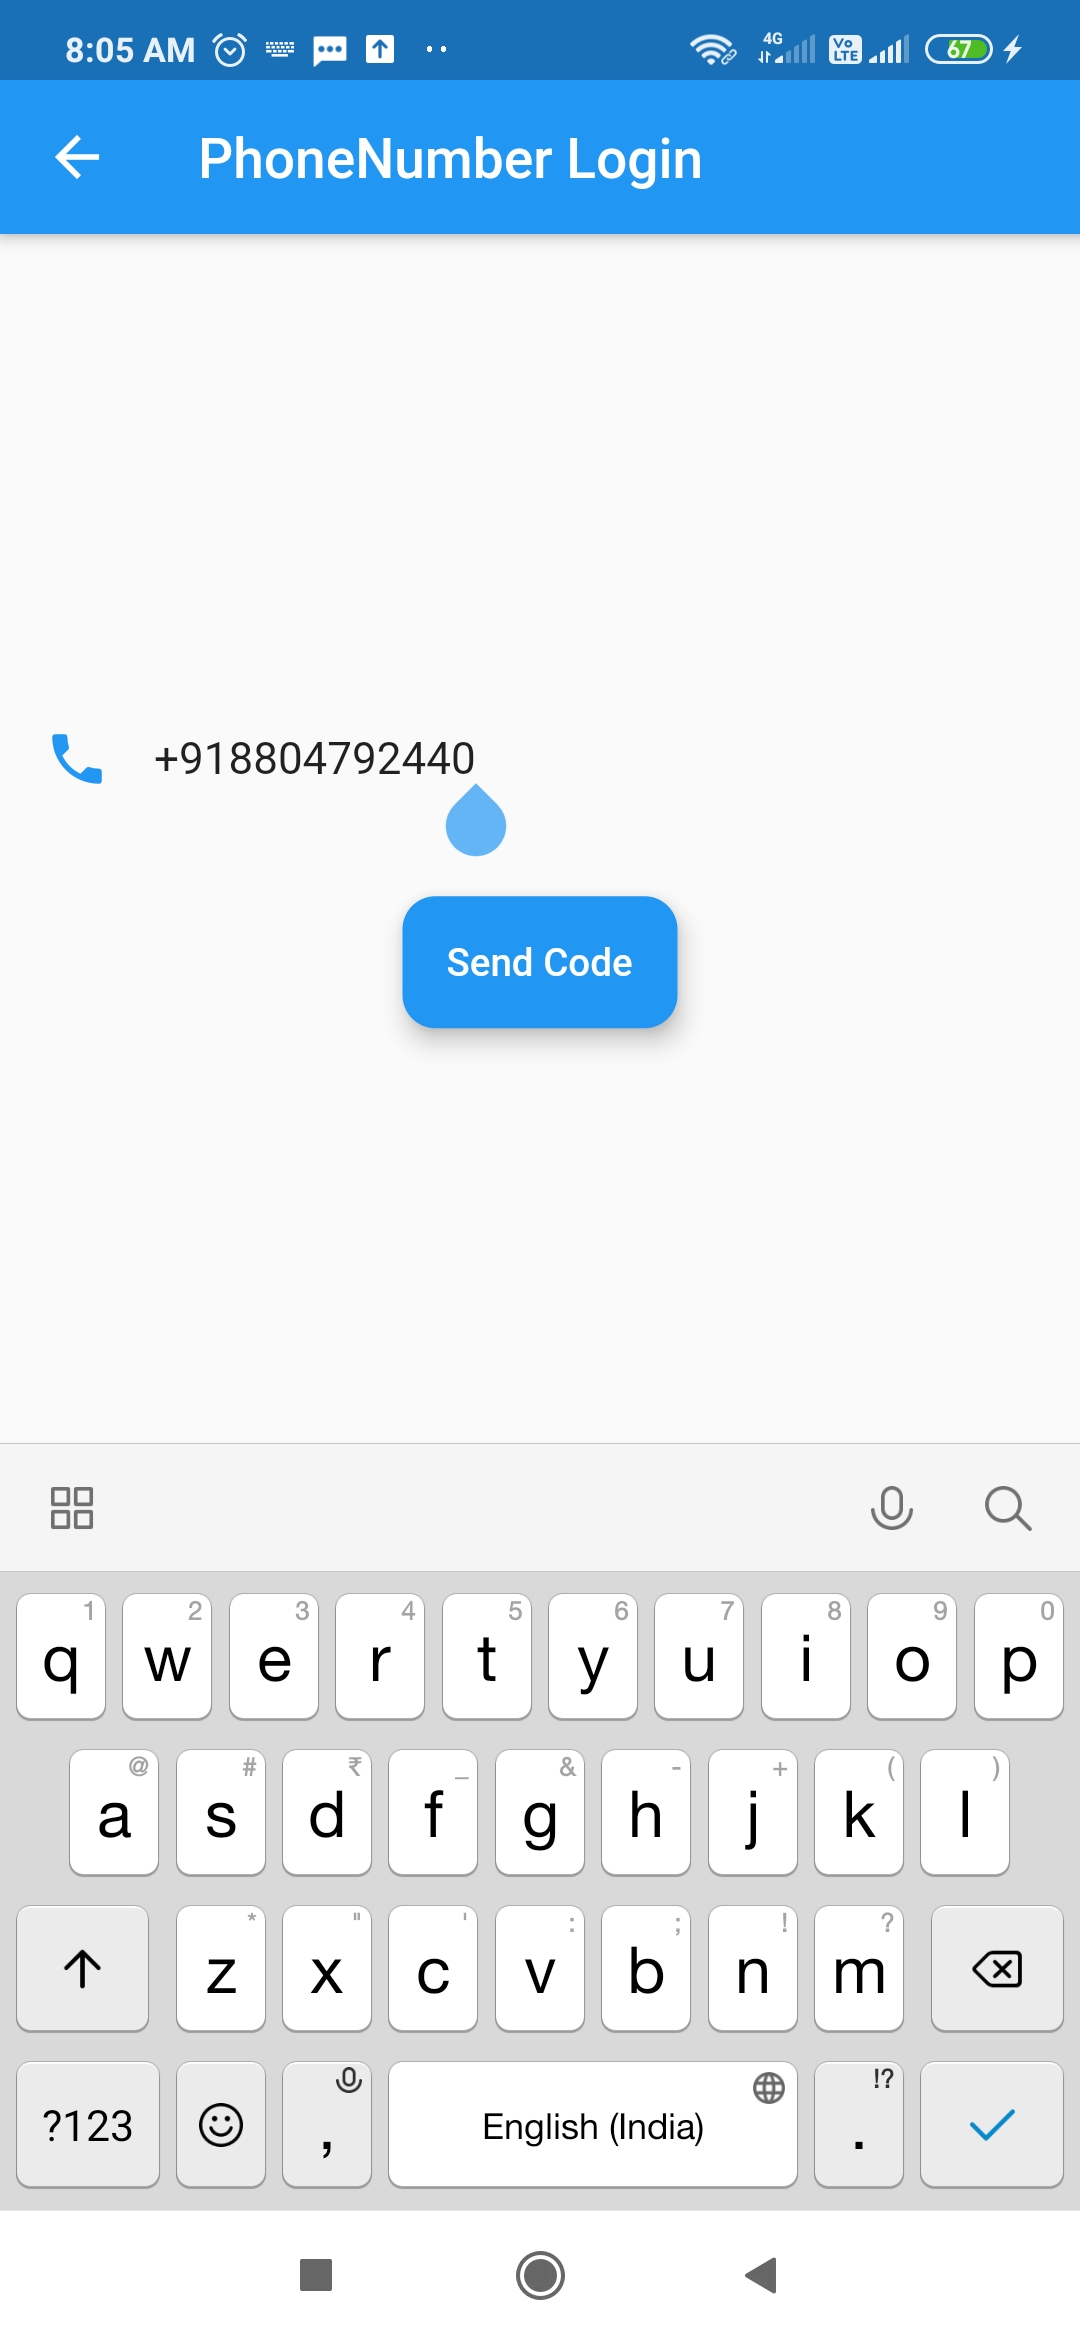 8:05 AM
4G
Vo LTE
67
PhoneNumber Login
+918804792440
Send Code
1 2 3 4 5 6 7 8 9 0
q w e r t y u i o p
@ # ₹ _ & - + ( )
a s d f g h j k l
* " ' : ; ! ?
z x c v b n m
!?
?123 , English (India) .